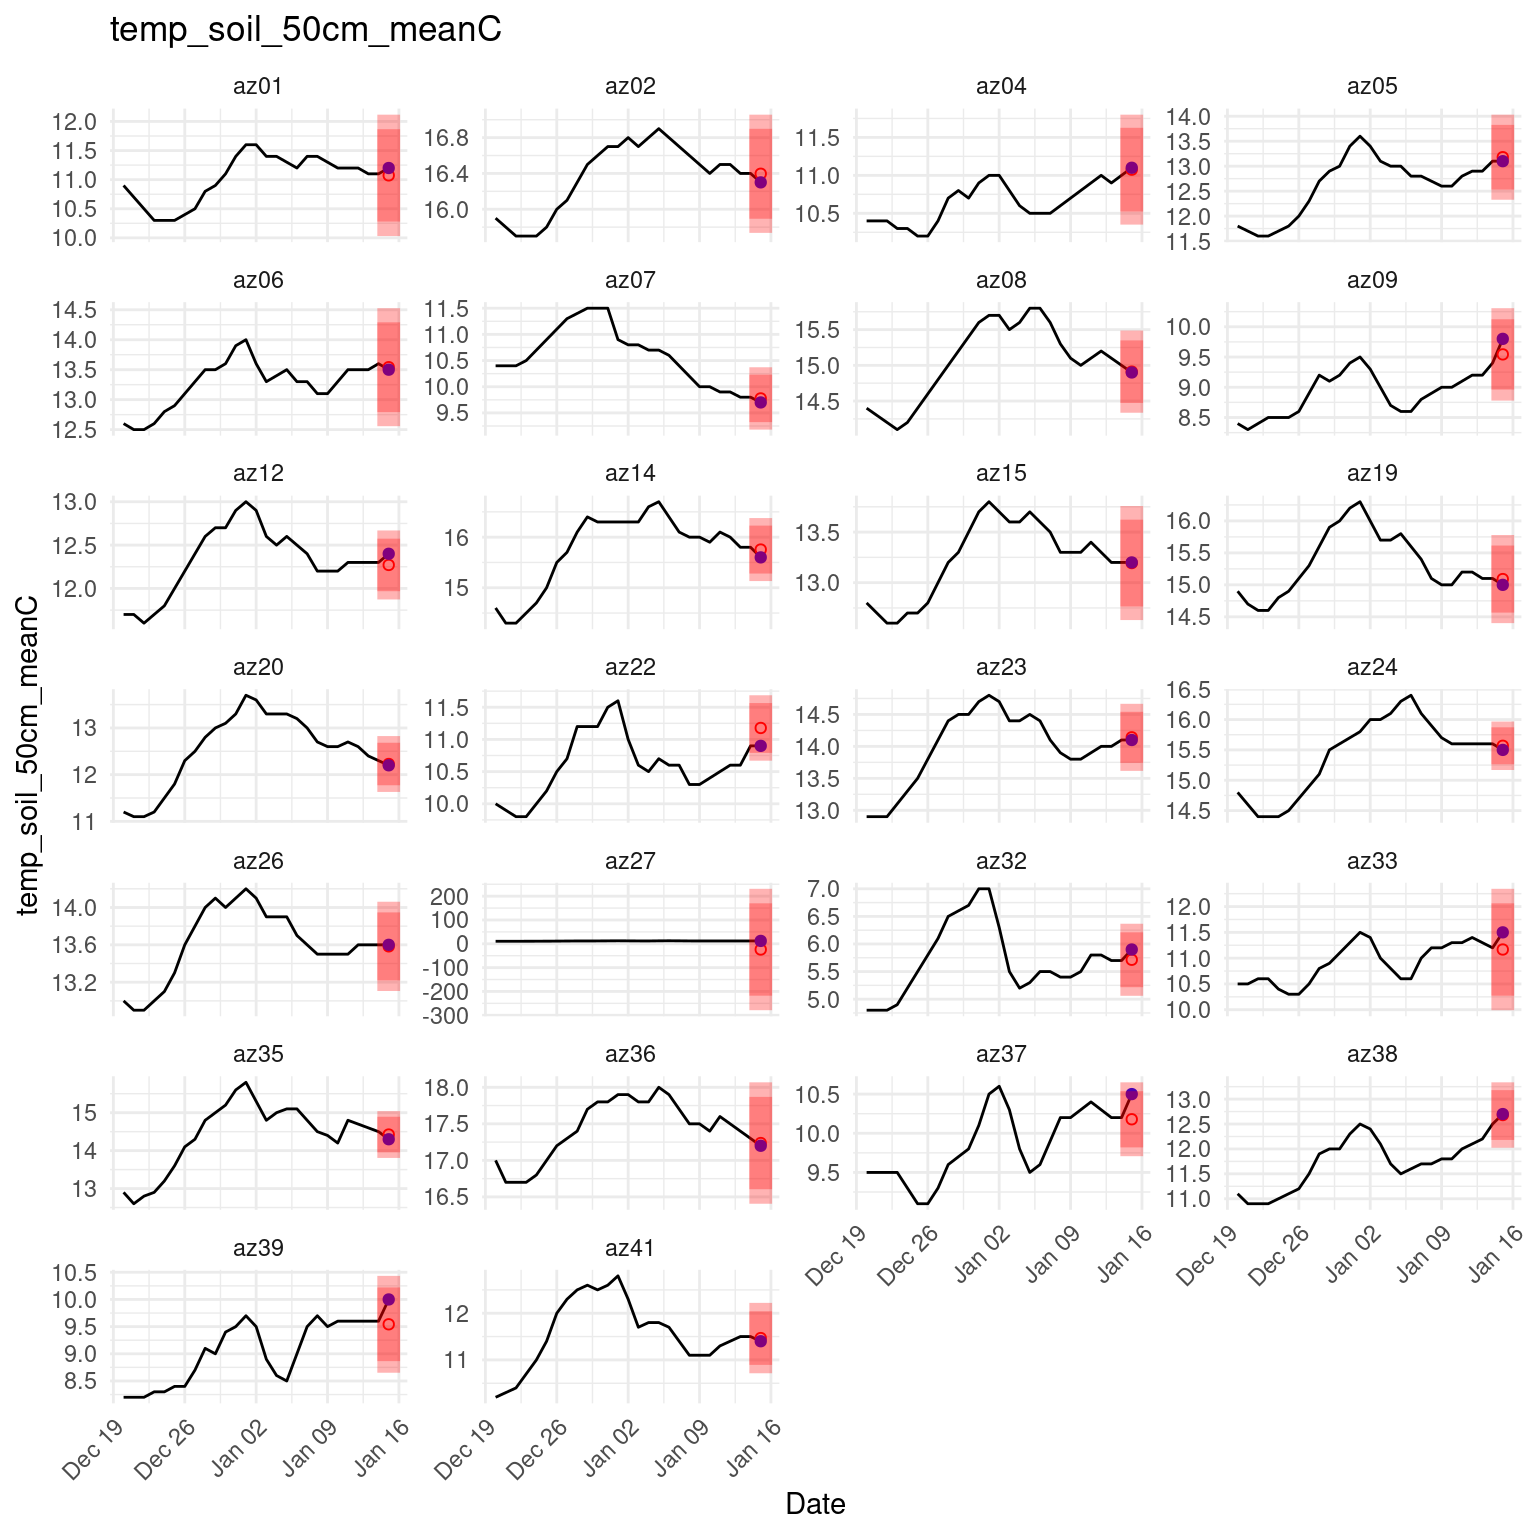 temp_soil_50cm_meanC
az01 az02 az04 az05
12.0 11.5 11.0 10.5 10.0
16.8 16.4 16.0
11.5 11.0 10.5
14.0 13.5 13.0 12.5 12.0 11.5
az06 az07 az08 az09
14.5 14.0 13.5 13.0 12.5
11.5 11.0 10.5 10.0 9.5
15.5 15.0 14.5
10.0 9.5 9.0 8.5
az12 az14 az15 az19
13.0 12.5 12.0
16 15
13.5 13.0
16.0 15.5 15.0 14.5
az20 az22 az23 az24
13 12 11
11.5 11.0 10.5 10.0
14.5 14.0 13.5 13.0
16.5 16.0 15.5 15.0 14.5
az26 az27 az32 az33
14.0 13.6 13.2
200 100 0 -100 -200 -300
7.0 6.5 6.0 5.5 5.0
12.0 11.5 11.0 10.5 10.0
az35 az36 az37 az38
15 14 13
18.0 17.5 17.0 16.5
10.5 10.0 9.5
13.0 12.5 12.0 11.5 11.0
Dec 19 Dec 26 Jan 02 Jan 09 Jan 16
Dec 19 Dec 26 Jan 02 Jan 09 Jan 16
az39 az41
10.5 10.0 9.5 9.0 8.5
12 11
Dec 19 Dec 26 Jan 02 Jan 09 Jan 16
Dec 19 Dec 26 Jan 02 Jan 09 Jan 16
temp_soil_50cm_meanC
Date